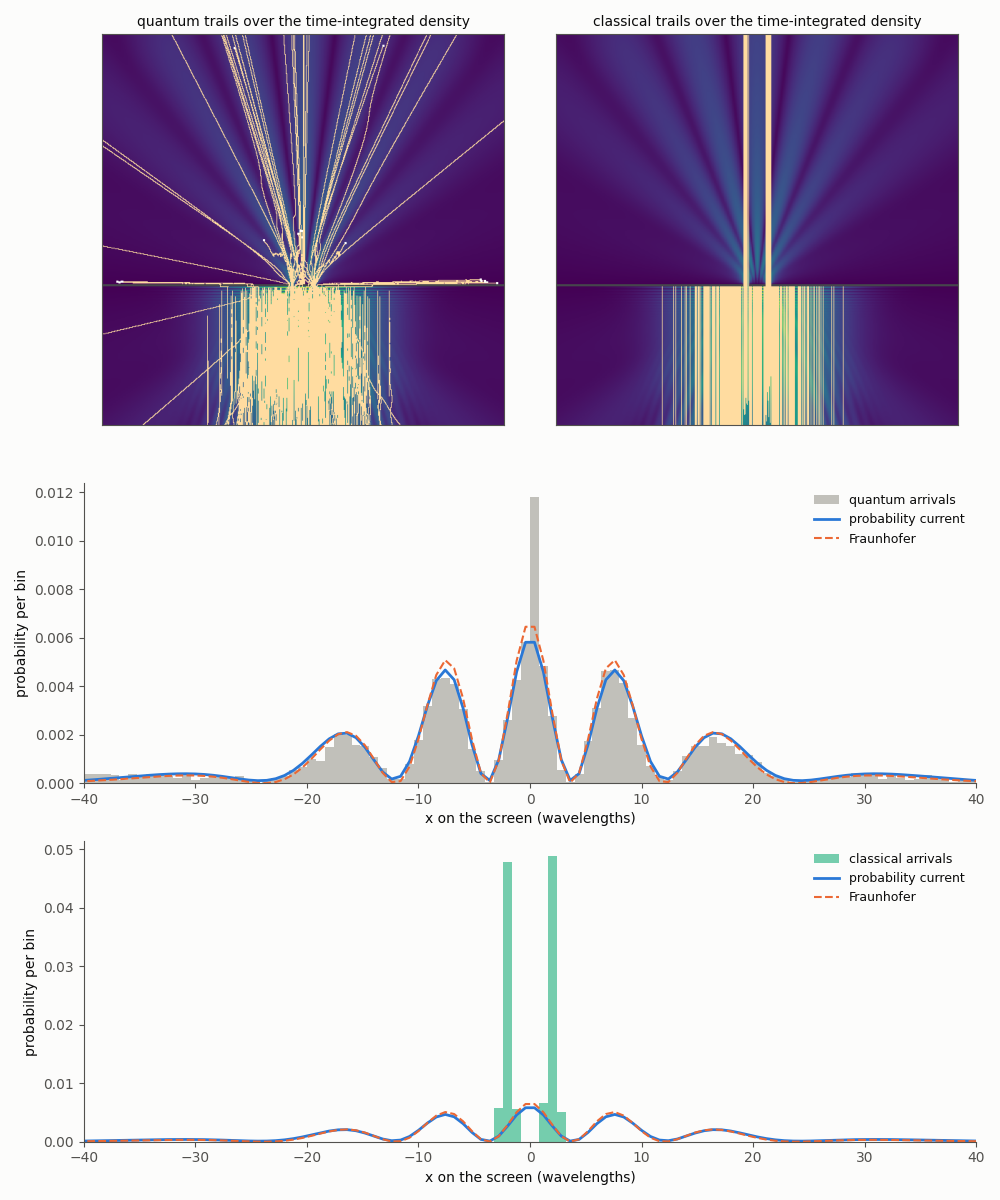 quantum trails over the time-integrated density
classical trails over the time-integrated density
0.012
0.010
0.008
0.006
0.004
0.002
0.000
probability per bin
quantum arrivals
probability current
Fraunhofer
−40
−30
−20
−10
0
10
20
30
40
x on the screen (wavelengths)
0.05
0.04
0.03
0.02
0.01
0.00
probability per bin
classical arrivals
probability current
Fraunhofer
−40
−30
−20
−10
0
10
20
30
40
x on the screen (wavelengths)